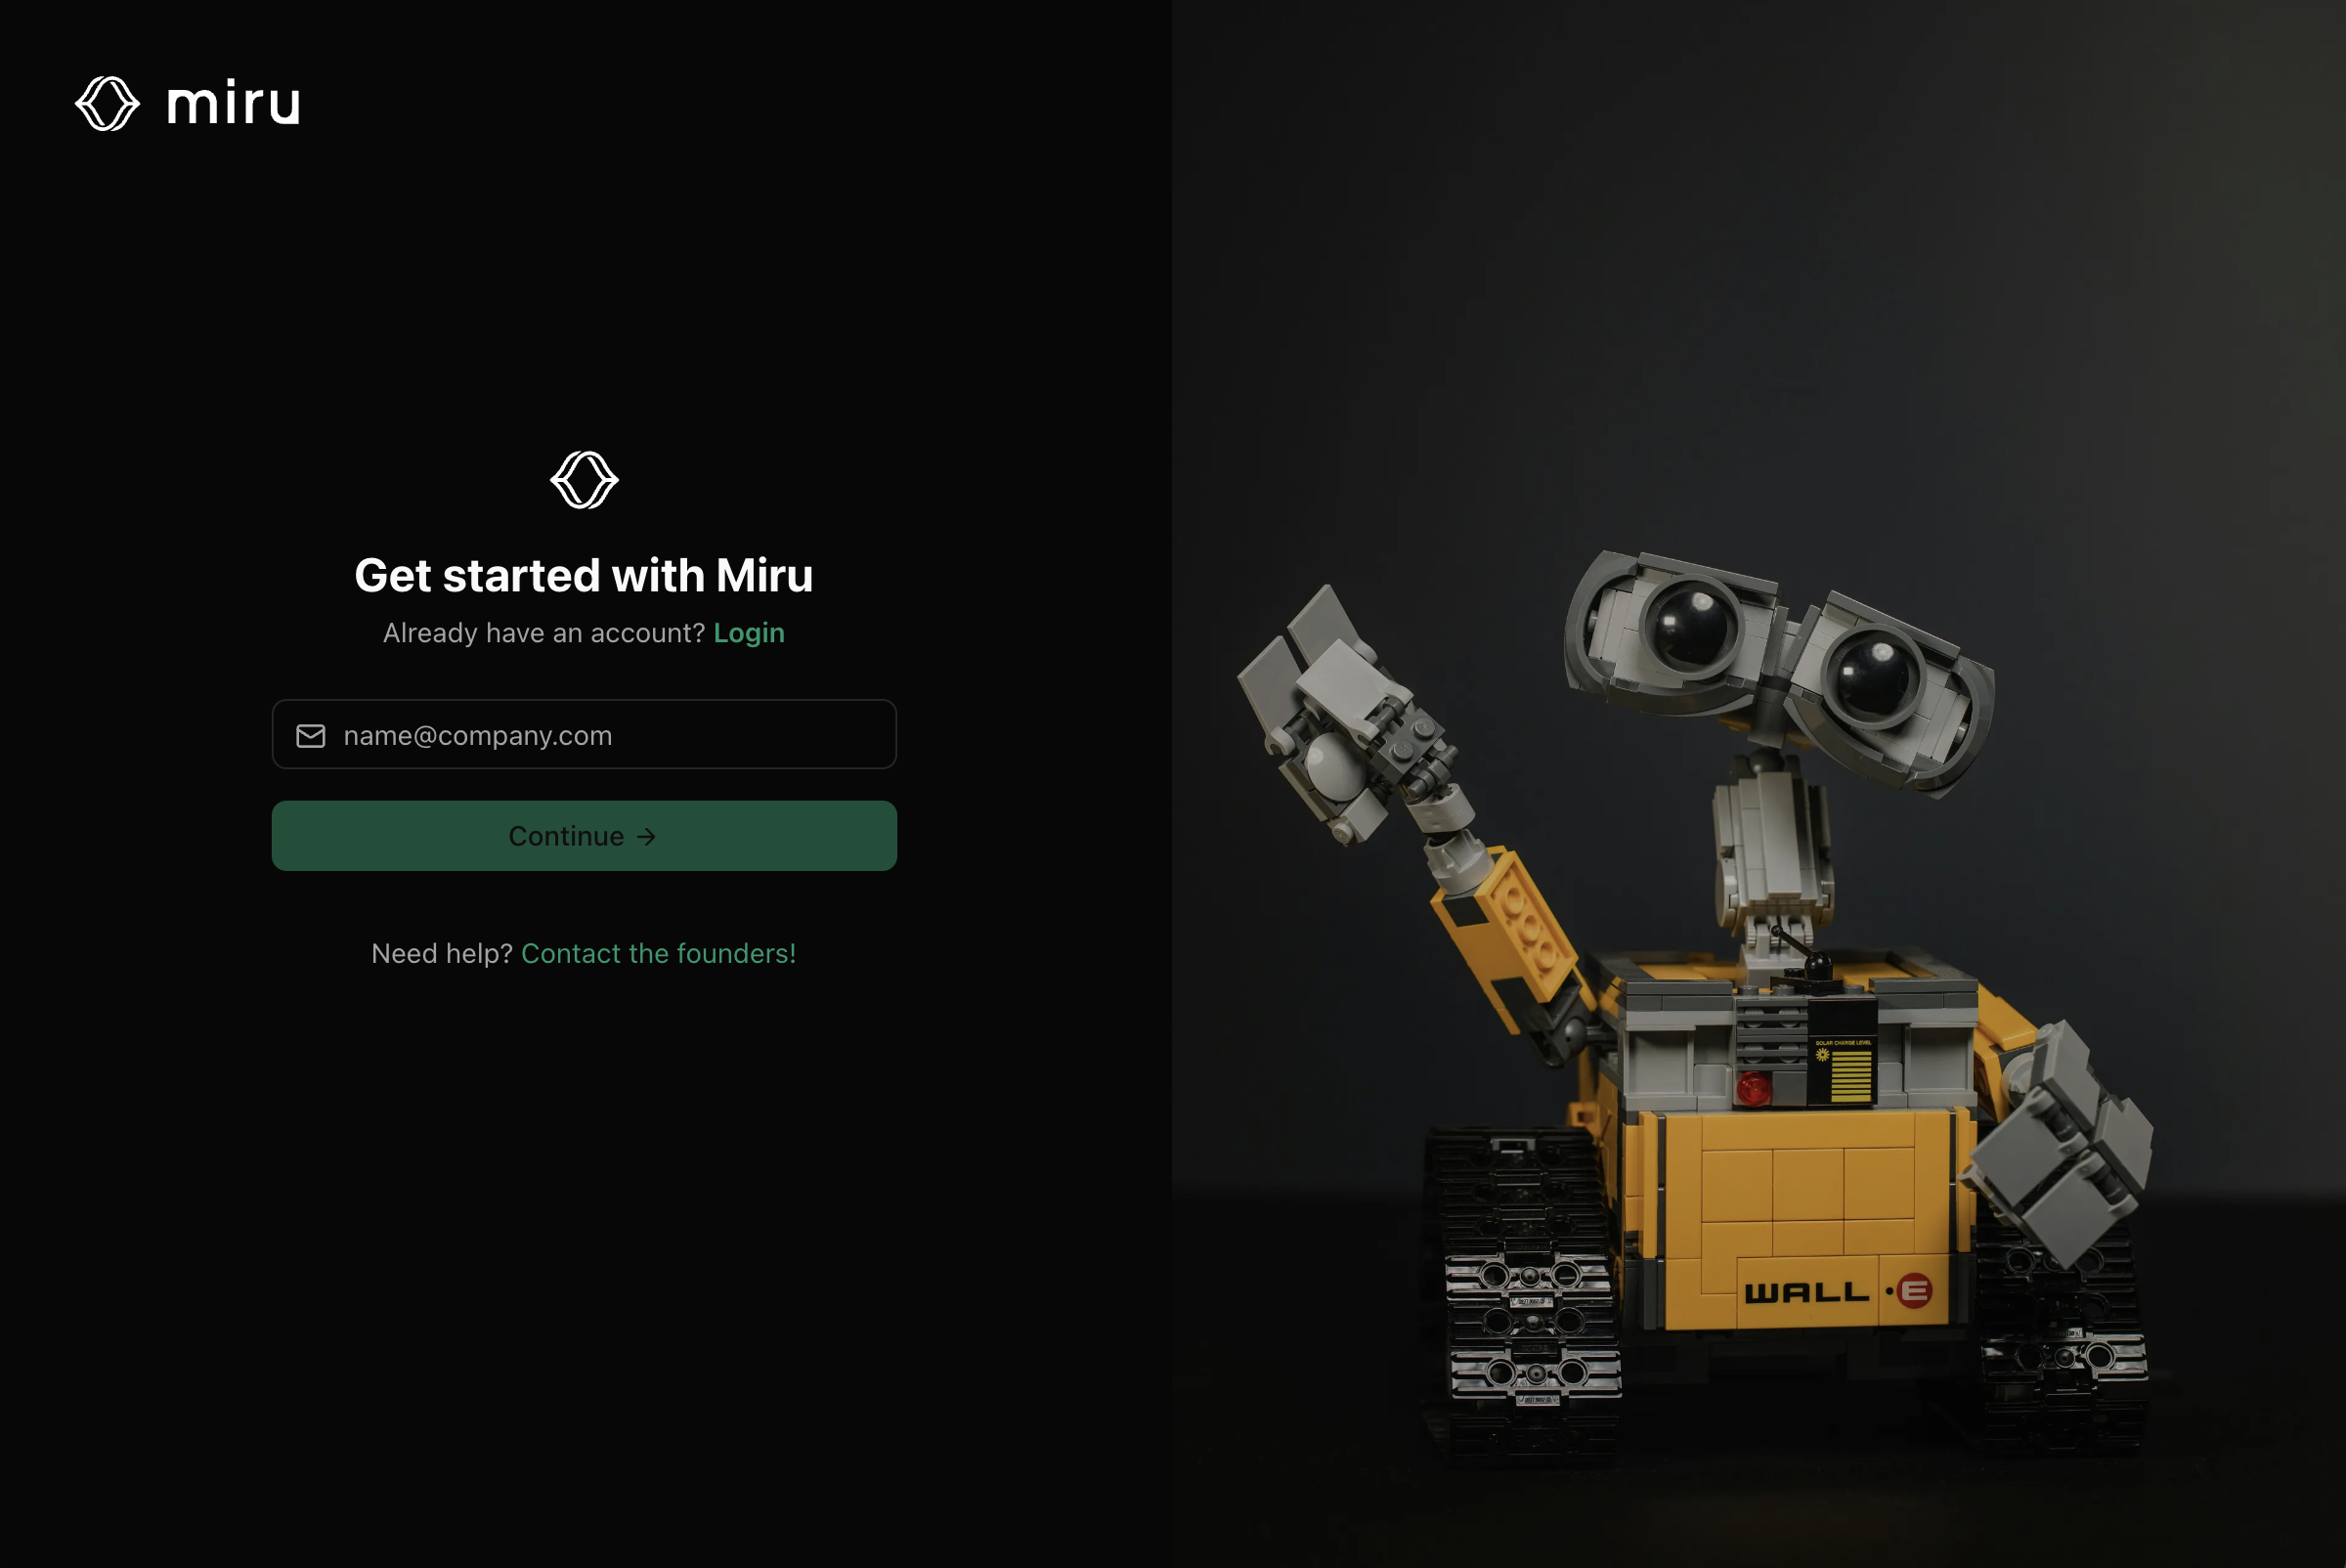 miru
Get started with Miru
Already have an account? Login
name@company.com
Continue →
Need help? Contact the founders!
SOLAR CHARGE LEVEL
WALL•E